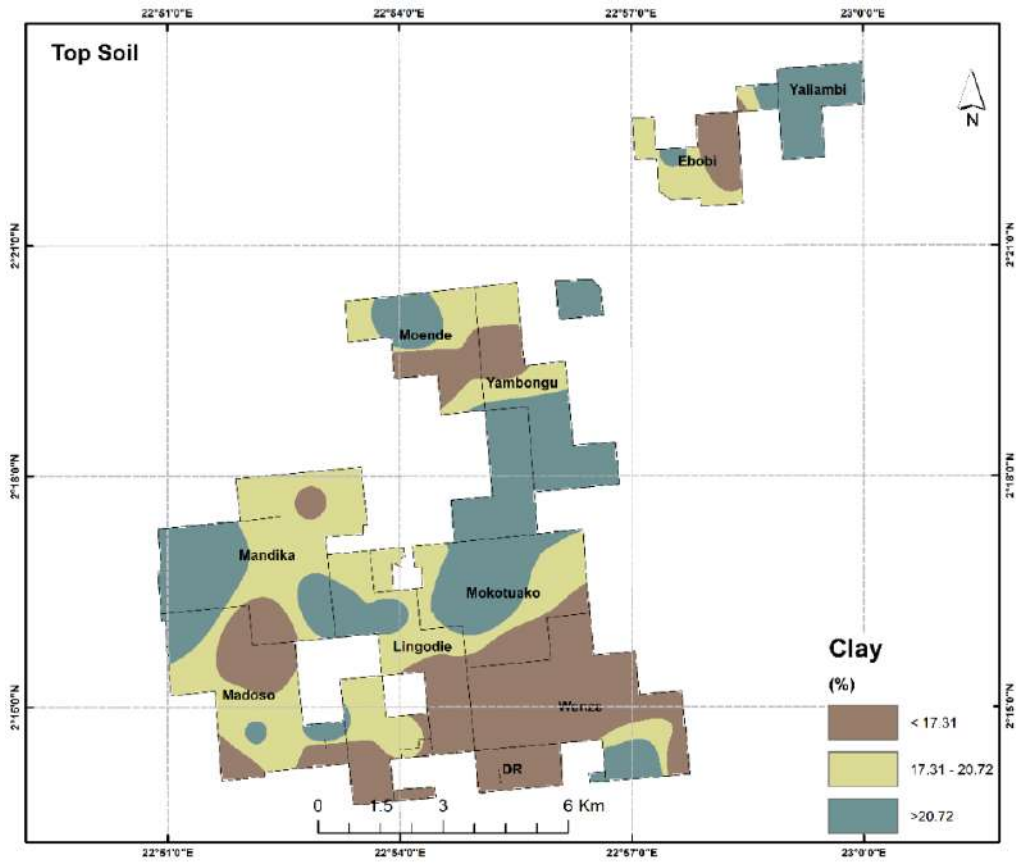 22°51'0"E 22°54'0"E 22°57'0"E 23°0'0"E
Top Soil
Yaliambi
N
Ebobi
2°21'0"N 2°21'0"N
Moende
Yambongu
2°18'0"N 2°18'0"N
Mandika
Mokotuako
Lingodie
Clay
Madoso
(%)
2°15'0"N Wenze 2°15'0"N
< 17.31
DR
17.31 - 20.72
0 1.5 3 6 Km
>20.72
22°51'0"E 22°54'0"E 22°57'0"E 23°0'0"E